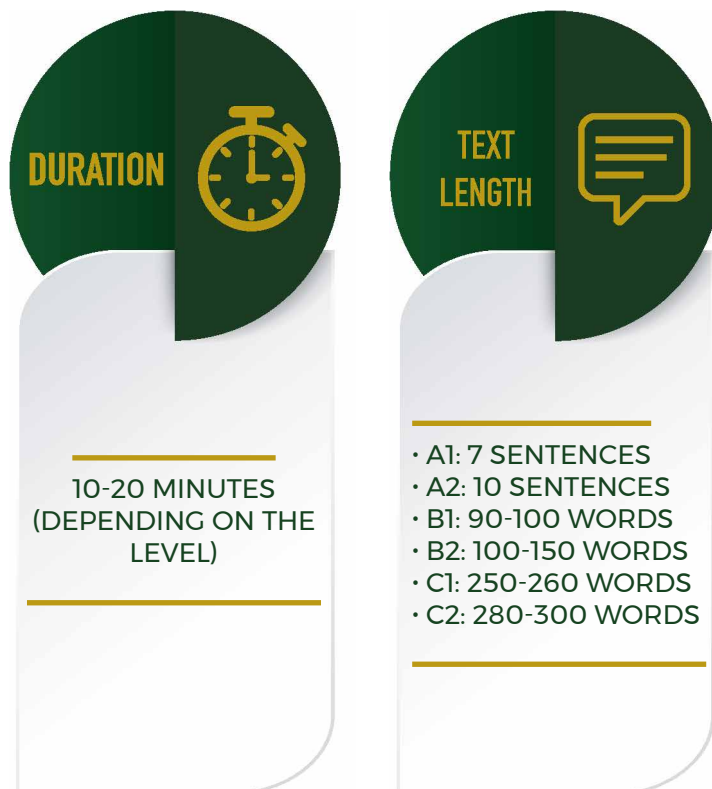 DURATION
10-20 MINUTES
(DEPENDING ON THE
LEVEL)
TEXT
LENGTH
• A1: 7 SENTENCES
• A2: 10 SENTENCES
• B1: 90-100 WORDS
• B2: 100-150 WORDS
• C1: 250-260 WORDS
• C2: 280-300 WORDS